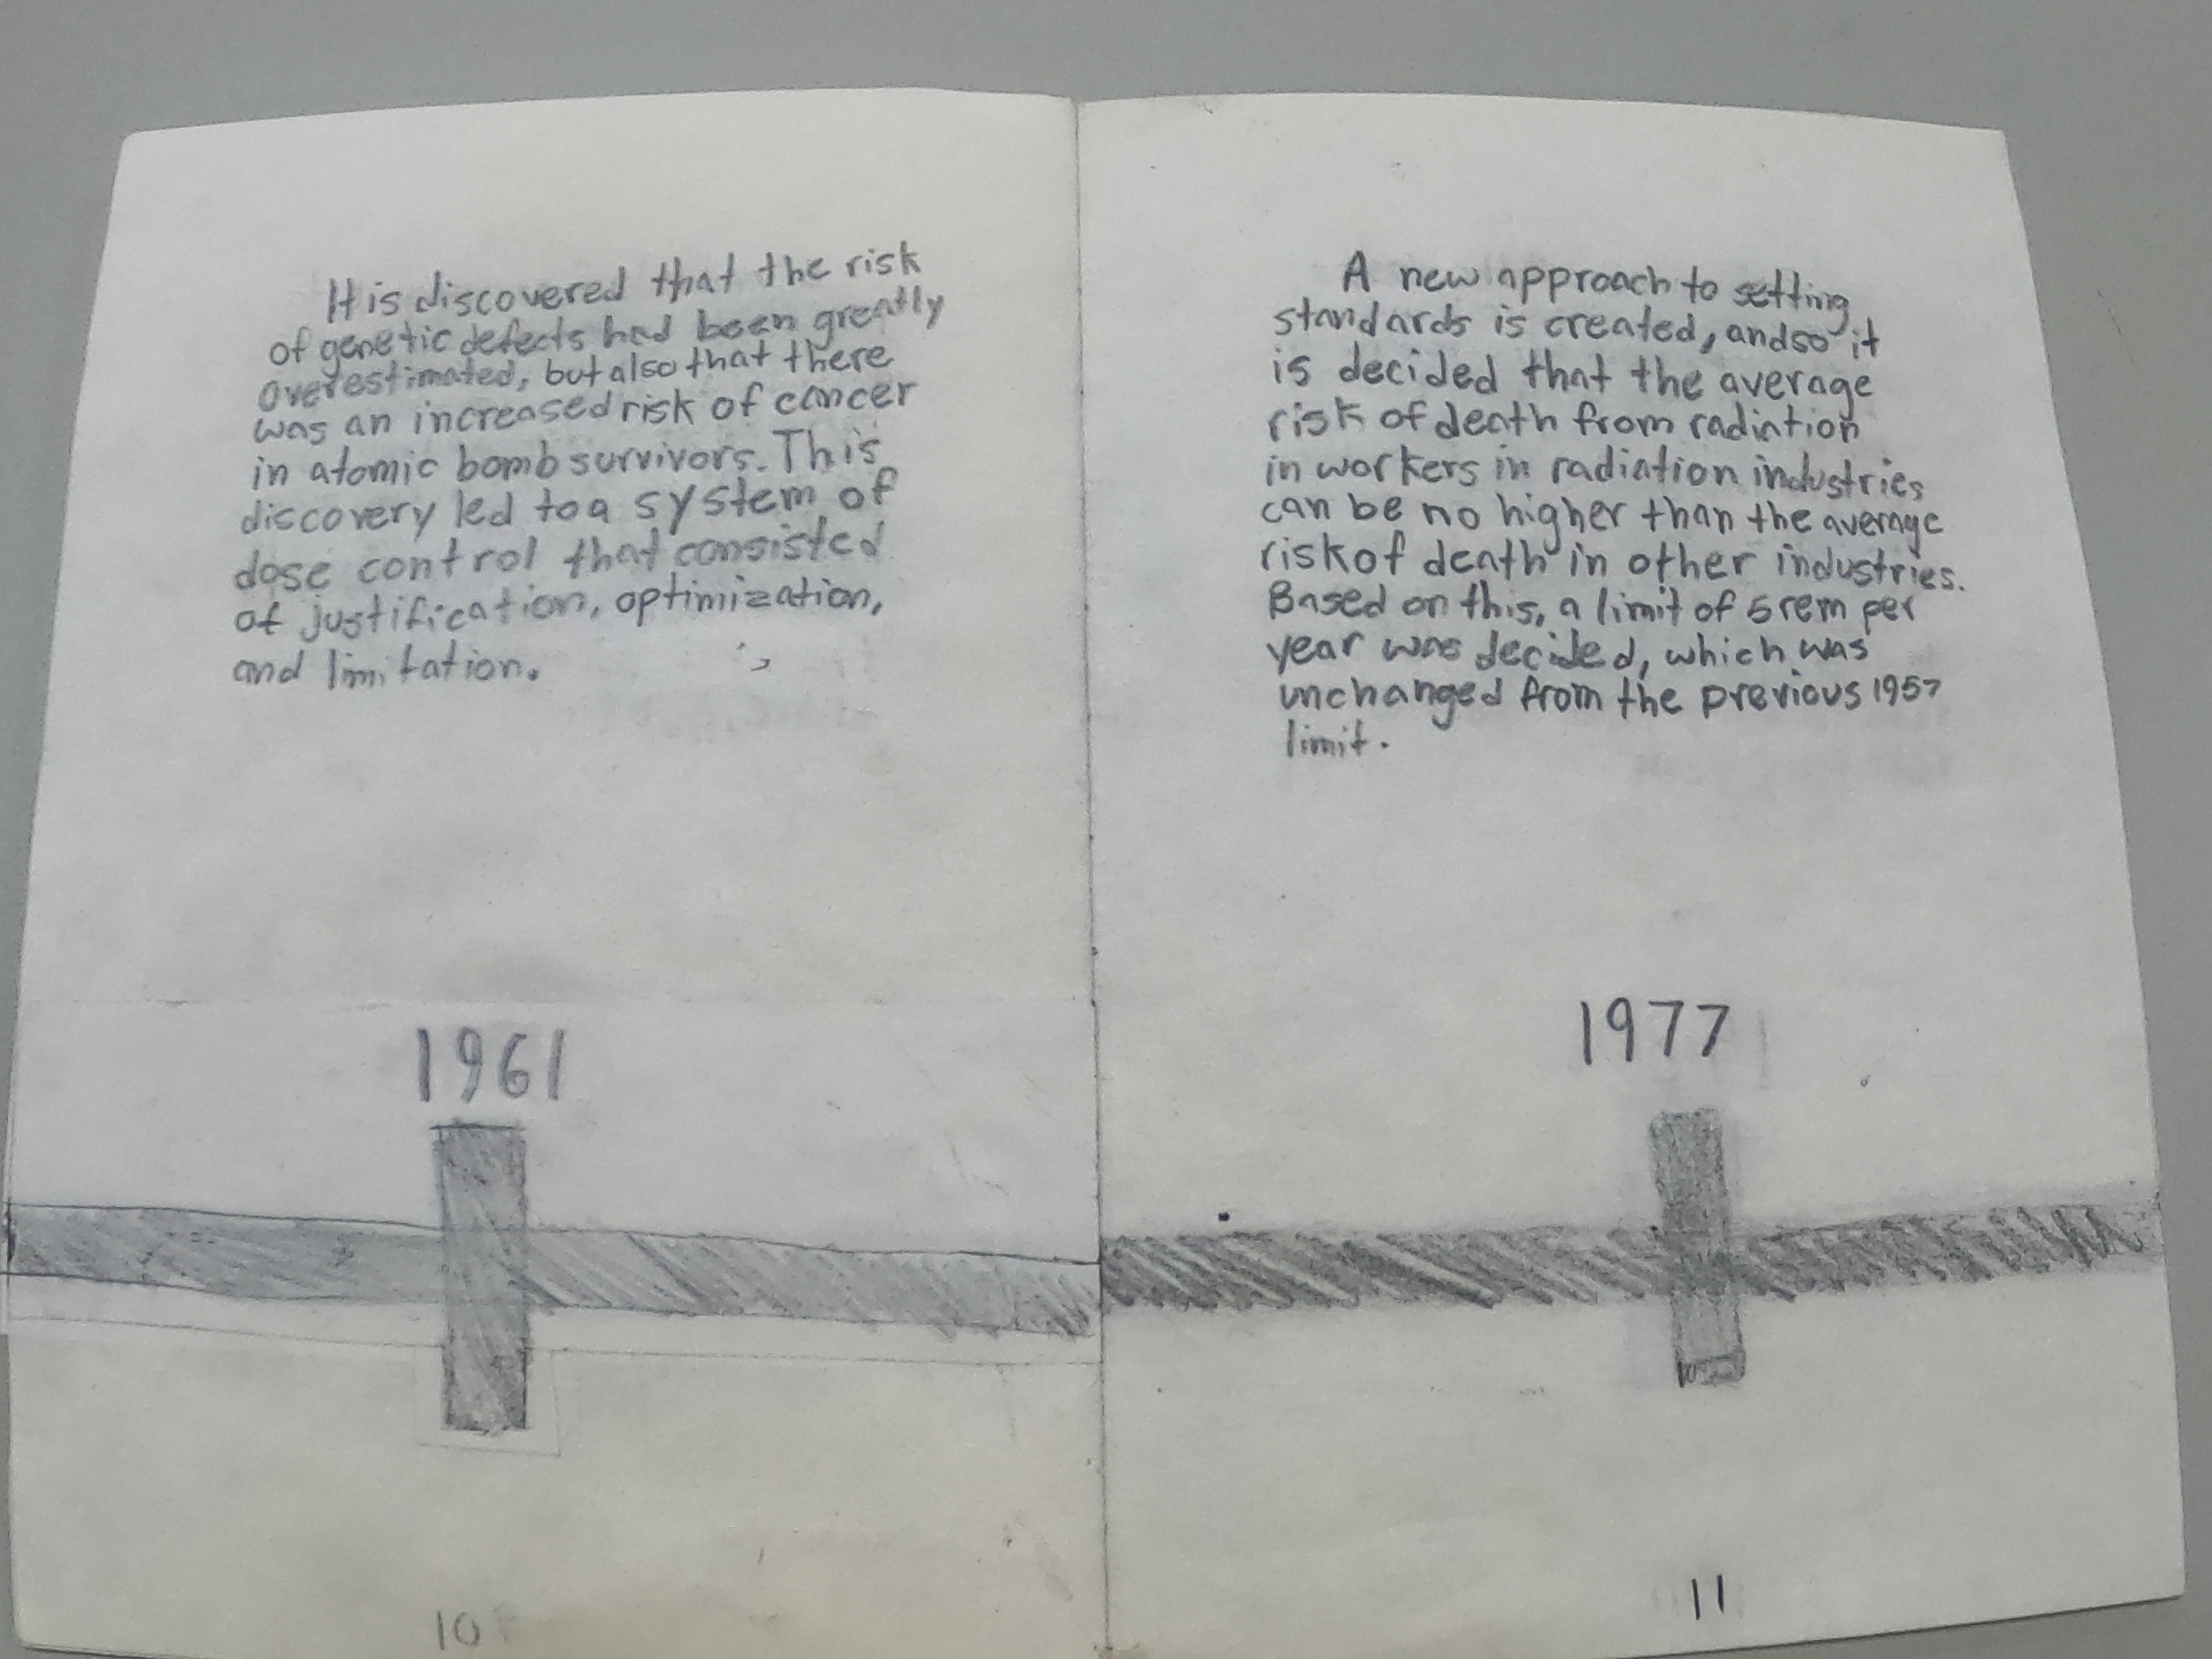 It is discovered that the risk
of genetic defects had been greatly
overestimated, but also that there
was an increased risk of cancer
in atomic bomb survivors. This
discovery led to a system of
dose control that consisted
of justification, optimization,
and limitation.
1961
10
A new approach to setting
standards is created, and so it
is decided that the average
risk of death from radiation
in workers in radiation industries
can be no higher than the average
risk of death in other industries.
Based on this, a limit of 5 rem per
year was decided, which was
unchanged from the previous 1957
limit.
1977
11